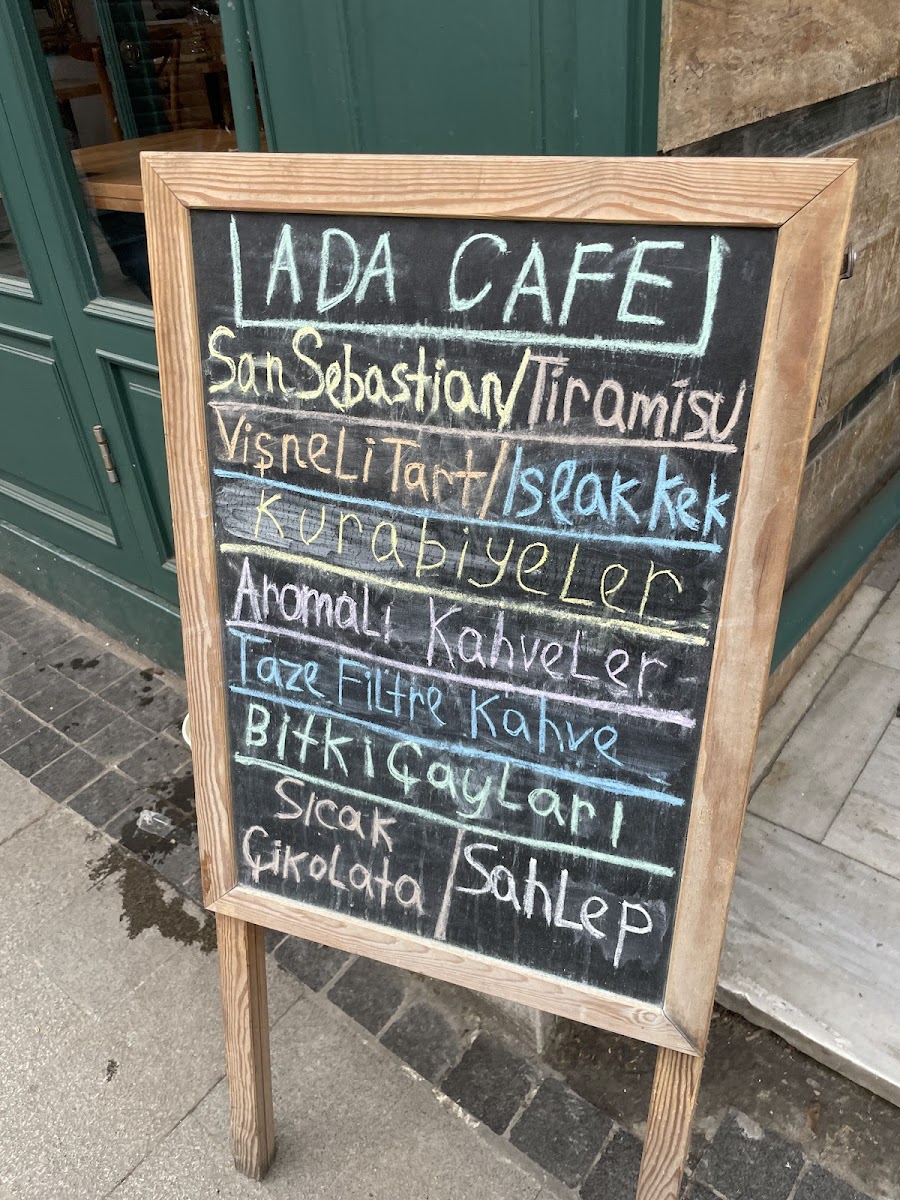 LADA CAFE
San Sebastian/Tiramisu
Vişneli Tart/Islak Kek
Kurabiyeler
Aromalı Kahveler
Taze Filtre Kahve
Bitki Çayları
Sıcak
Çikolata/Sahlep